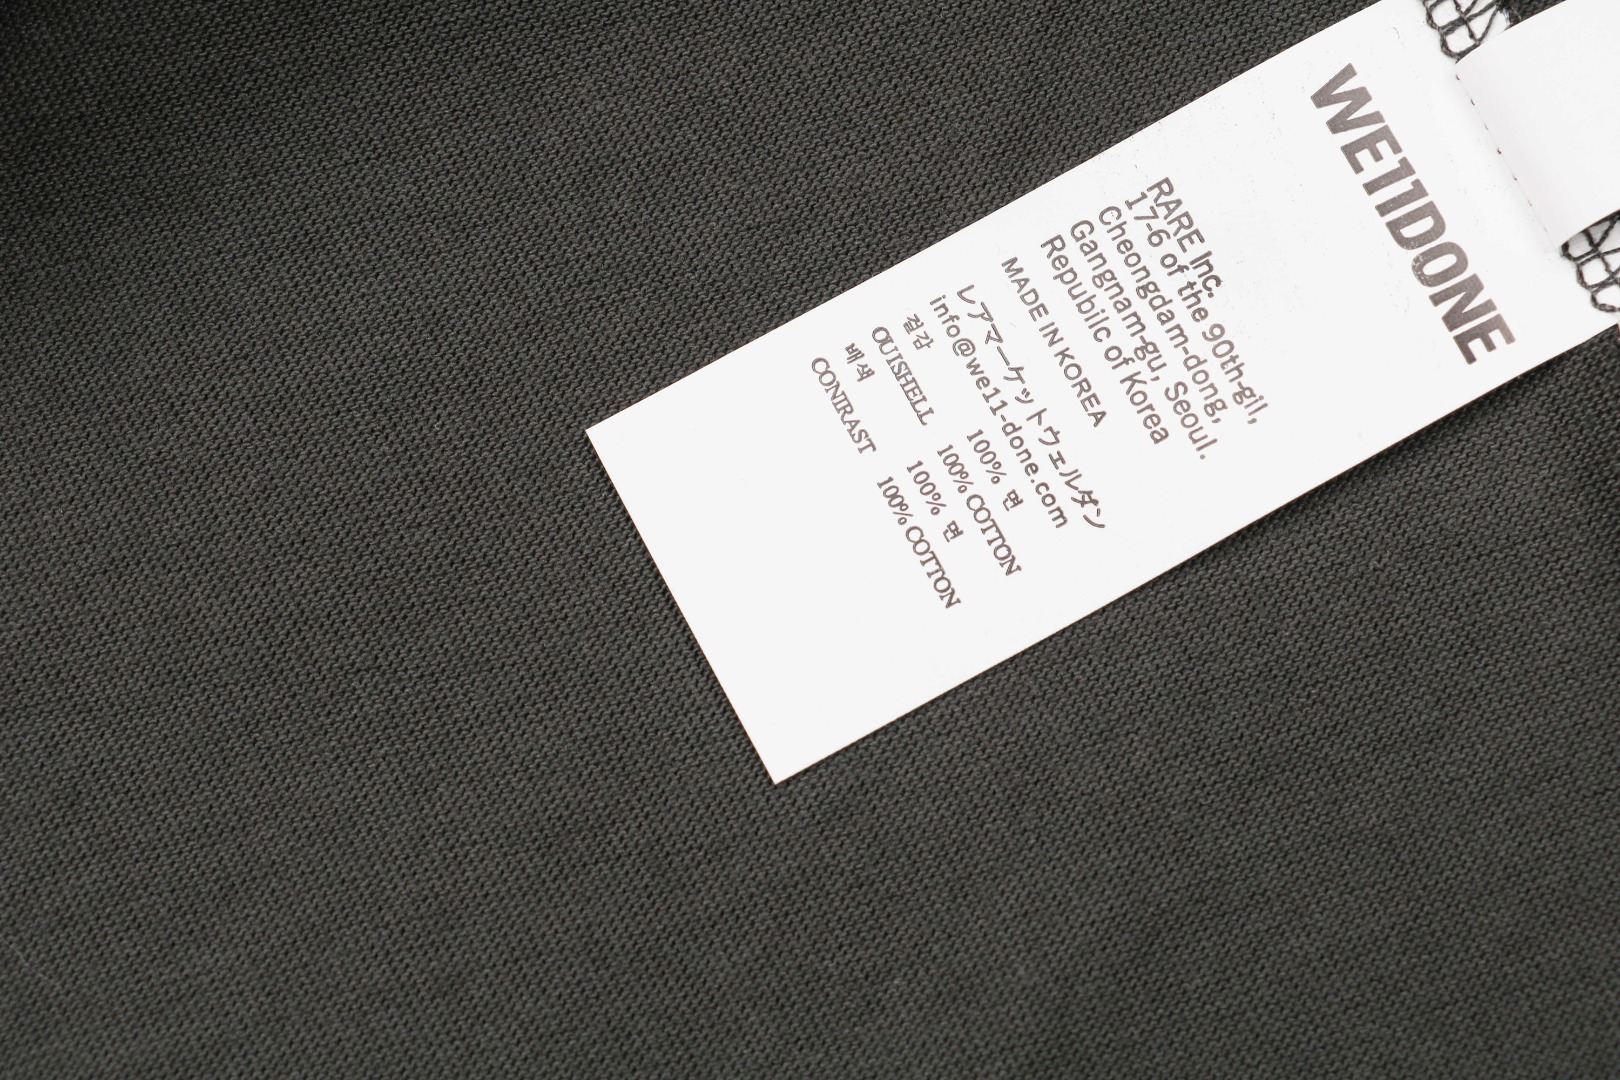 WE11DONE
RARE Inc.
17-6 of the 90th-gil,
Cheongdam-dong,
Gangnam-gu, Seoul.
Republic of Korea
MADE IN KOREA
レアマーケットウェルダン
info@we11-done.com
겉감 100% 면
OUISHELL 100% COTTON
배색 100% 면
CONIRAST 100% COTTON